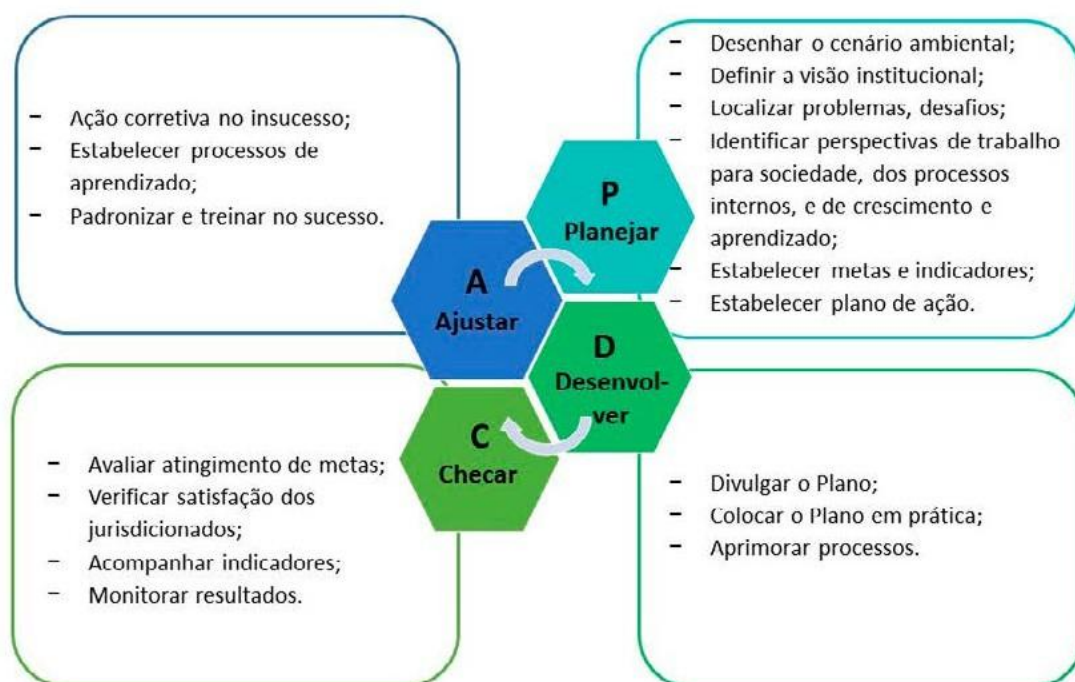 - Ação corretiva no insucesso;
- Estabelecer processos de
aprendizado;
- Padronizar e treinar no sucesso.
A
Ajustar
- Desenhar o cenário ambiental;
- Definir a visão institucional;
- Localizar problemas, desafios;
- Identificar perspectivas de trabalho
para sociedade, dos processos
internos, e de crescimento e
aprendizado;
- Estabelecer metas e indicadores;
- Estabelecer plano de ação.
P
Planejar
D
Desenvol-
ver
- Divulgar o Plano;
- Colocar o Plano em prática;
- Aprimorar processos.
C
Checar
- Avaliar atingimento de metas;
- Verificar satisfação dos
jurisdicionados;
- Acompanhar indicadores;
- Monitorar resultados.